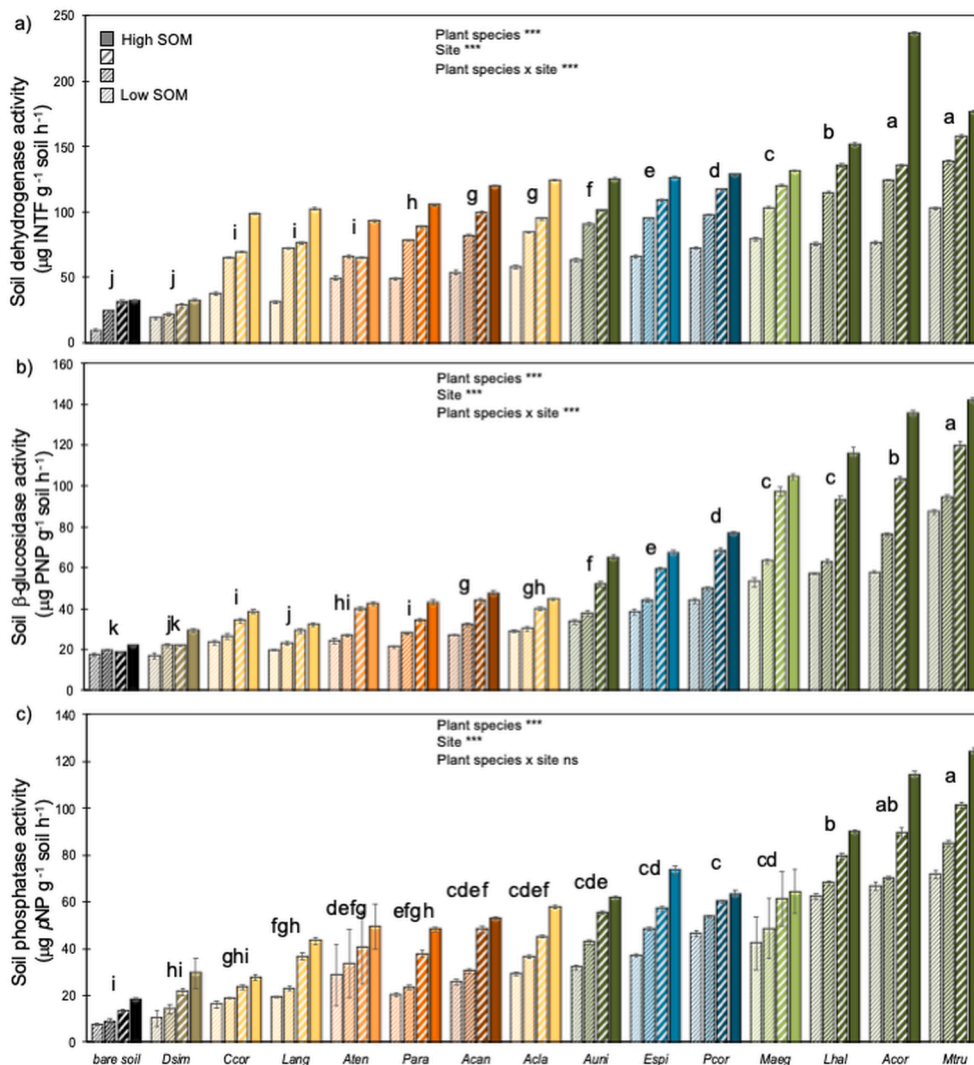 a)
250
200
150
100
50
0
Soil dehydrogenase activity
(µg INTF g⁻¹ soil h⁻¹)
High SOM
Low SOM
Plant species ***
Site ***
Plant species x site ***
j j i i i h g g f e d c b a a
b)
160
140
120
100
80
60
40
20
0
Soil β-glucosidase activity
(µg PNP g⁻¹ soil h⁻¹)
Plant species ***
Site ***
Plant species x site ***
k jk i j hi i g gh f e d c c b a
c)
140
120
100
80
60
40
20
0
Soil phosphatase activity
(µg pNP g⁻¹ soil h⁻¹)
Plant species ***
Site ***
Plant species x site ns
i hi ghi fgh defg efgh cdef cdef cde cd c cd b ab a
bare soil Dsim Ccor Lang Aten Para Acan Acla Auni Espi Pcor Maeg Lhal Acor Mtru